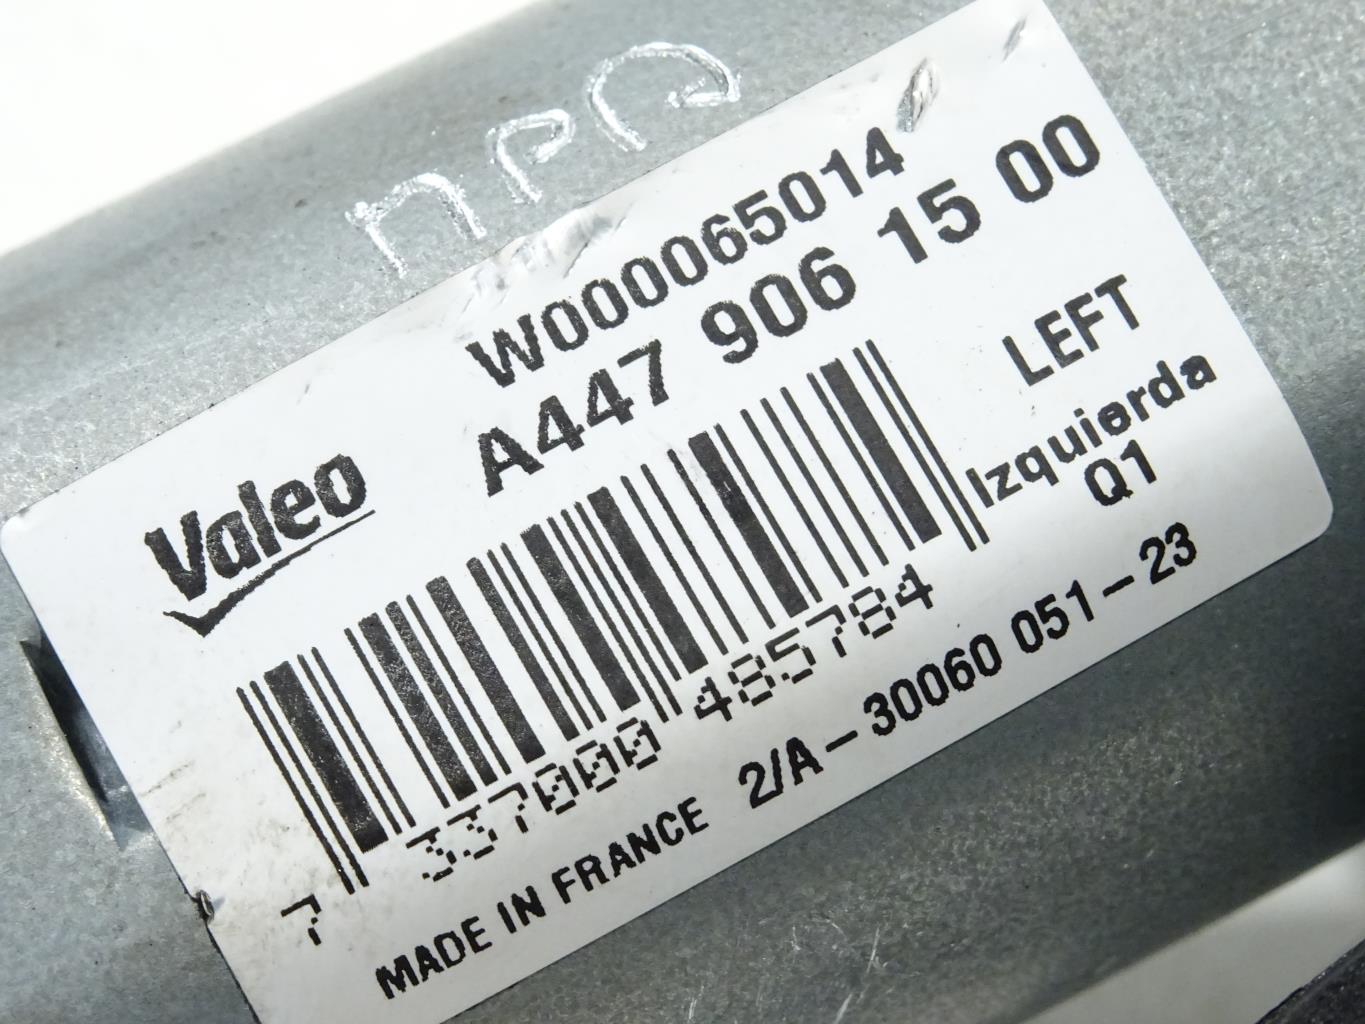 ПРП
W000065014
A447 906 15 00
Valeo
LEFT
Izquierda
Q1
7 337000 485784
MADE IN FRANCE 2/A-30060 051-23